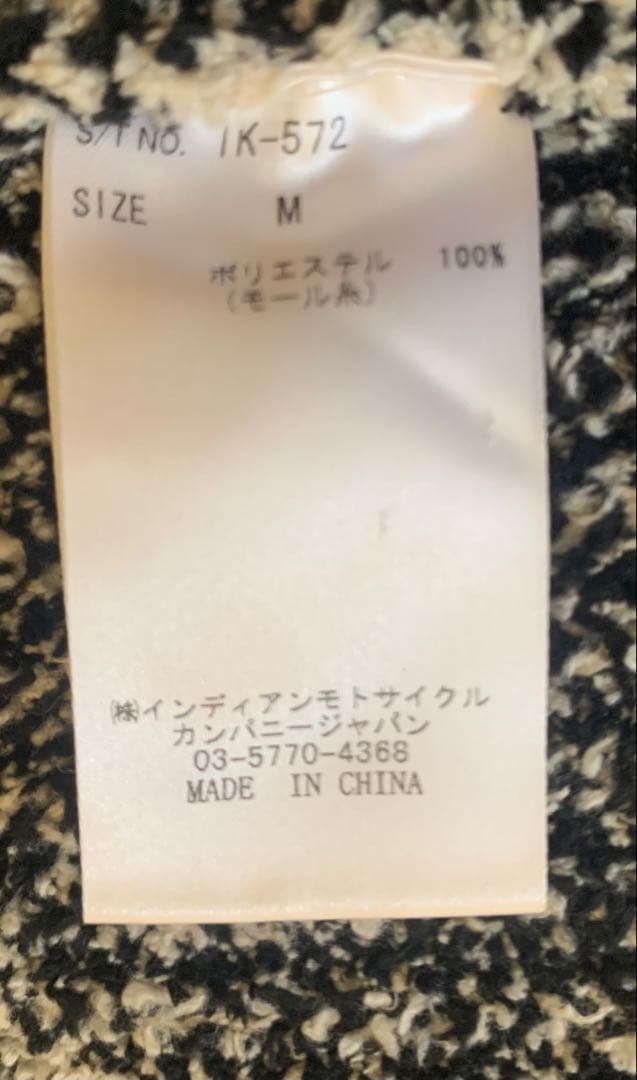 S/T NO. IK-572
SIZE M
ポリエステル 100%
(モール糸)
㈱インディアンモトサイクル
カンパニージャパン
03-5770-4368
MADE IN CHINA